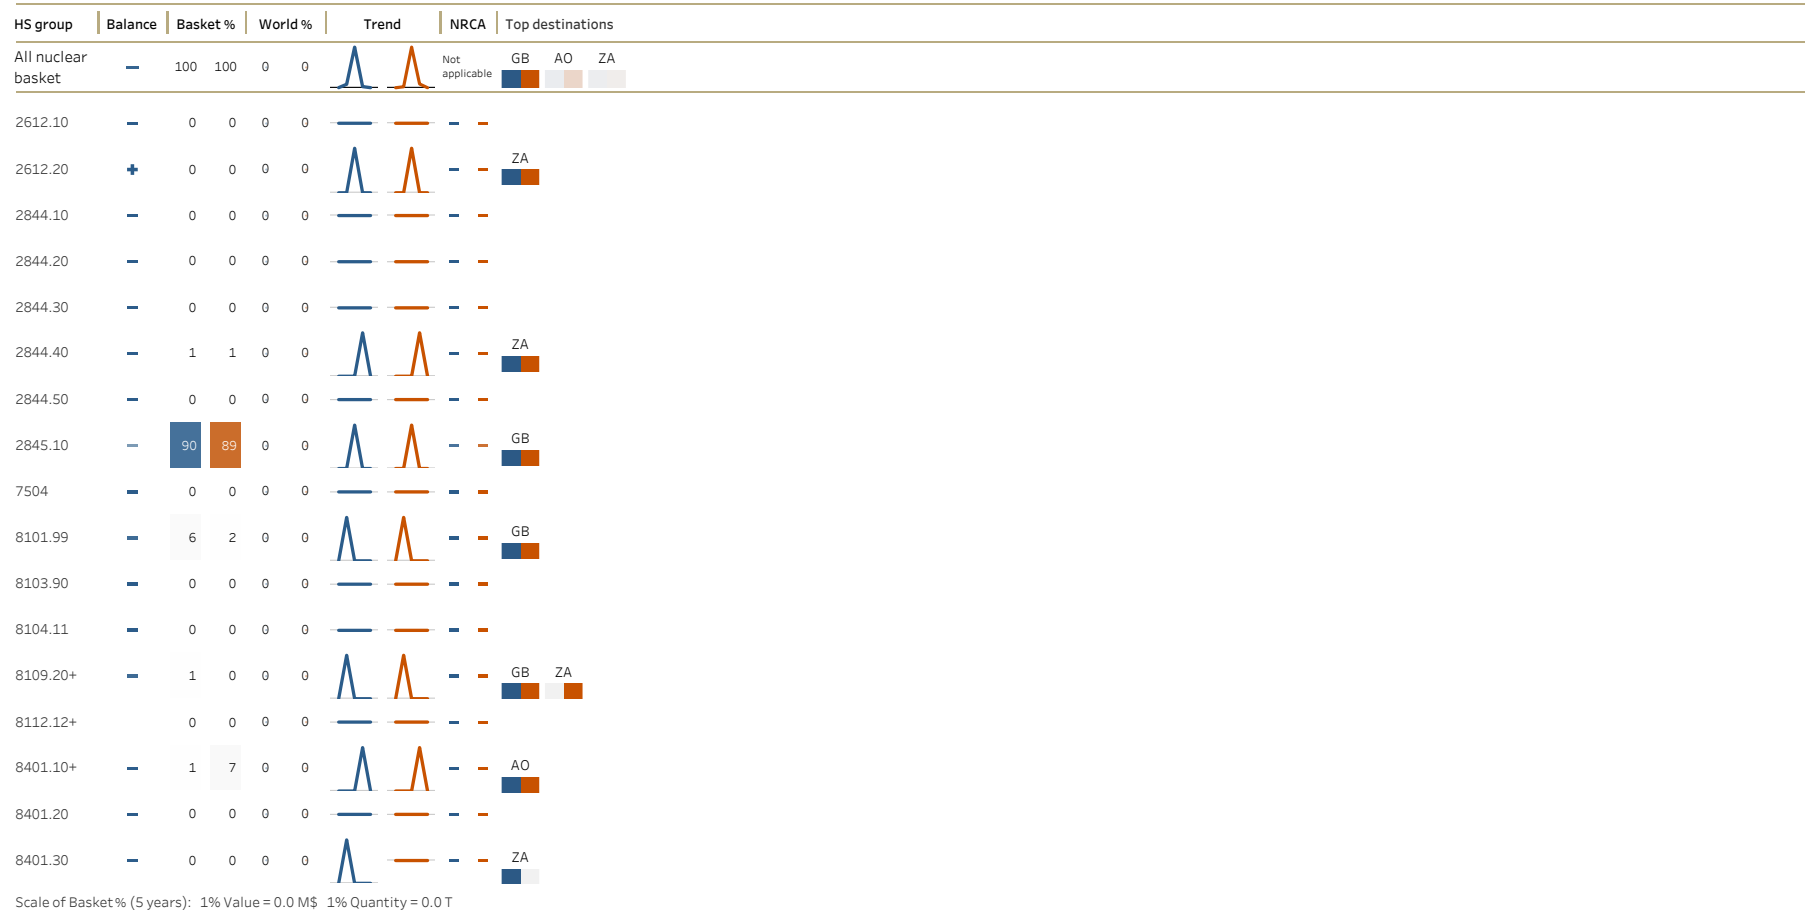 HS group Balance Basket % World % Trend NRCA Top destinations
All nuclear basket 100 100 0 0 Not applicable GB AO ZA
2612.10 0 0 0 0
2612.20 0 0 0 0 ZA
2844.10 0 0 0 0
2844.20 0 0 0 0
2844.30 0 0 0 0
2844.40 1 1 0 0 ZA
2844.50 0 0 0 0
2845.10 90 89 0 0 GB
7504 0 0 0 0
8101.99 6 2 0 0 GB
8103.90 0 0 0 0
8104.11 0 0 0 0
8109.20+ 1 0 0 0 GB ZA
8112.12+ 0 0 0 0
8401.10+ 1 7 0 0 AO
8401.20 0 0 0 0
8401.30 0 0 0 0 ZA
Scale of Basket% (5 years): 1% Value = 0.0 M$ 1% Quantity = 0.0 T